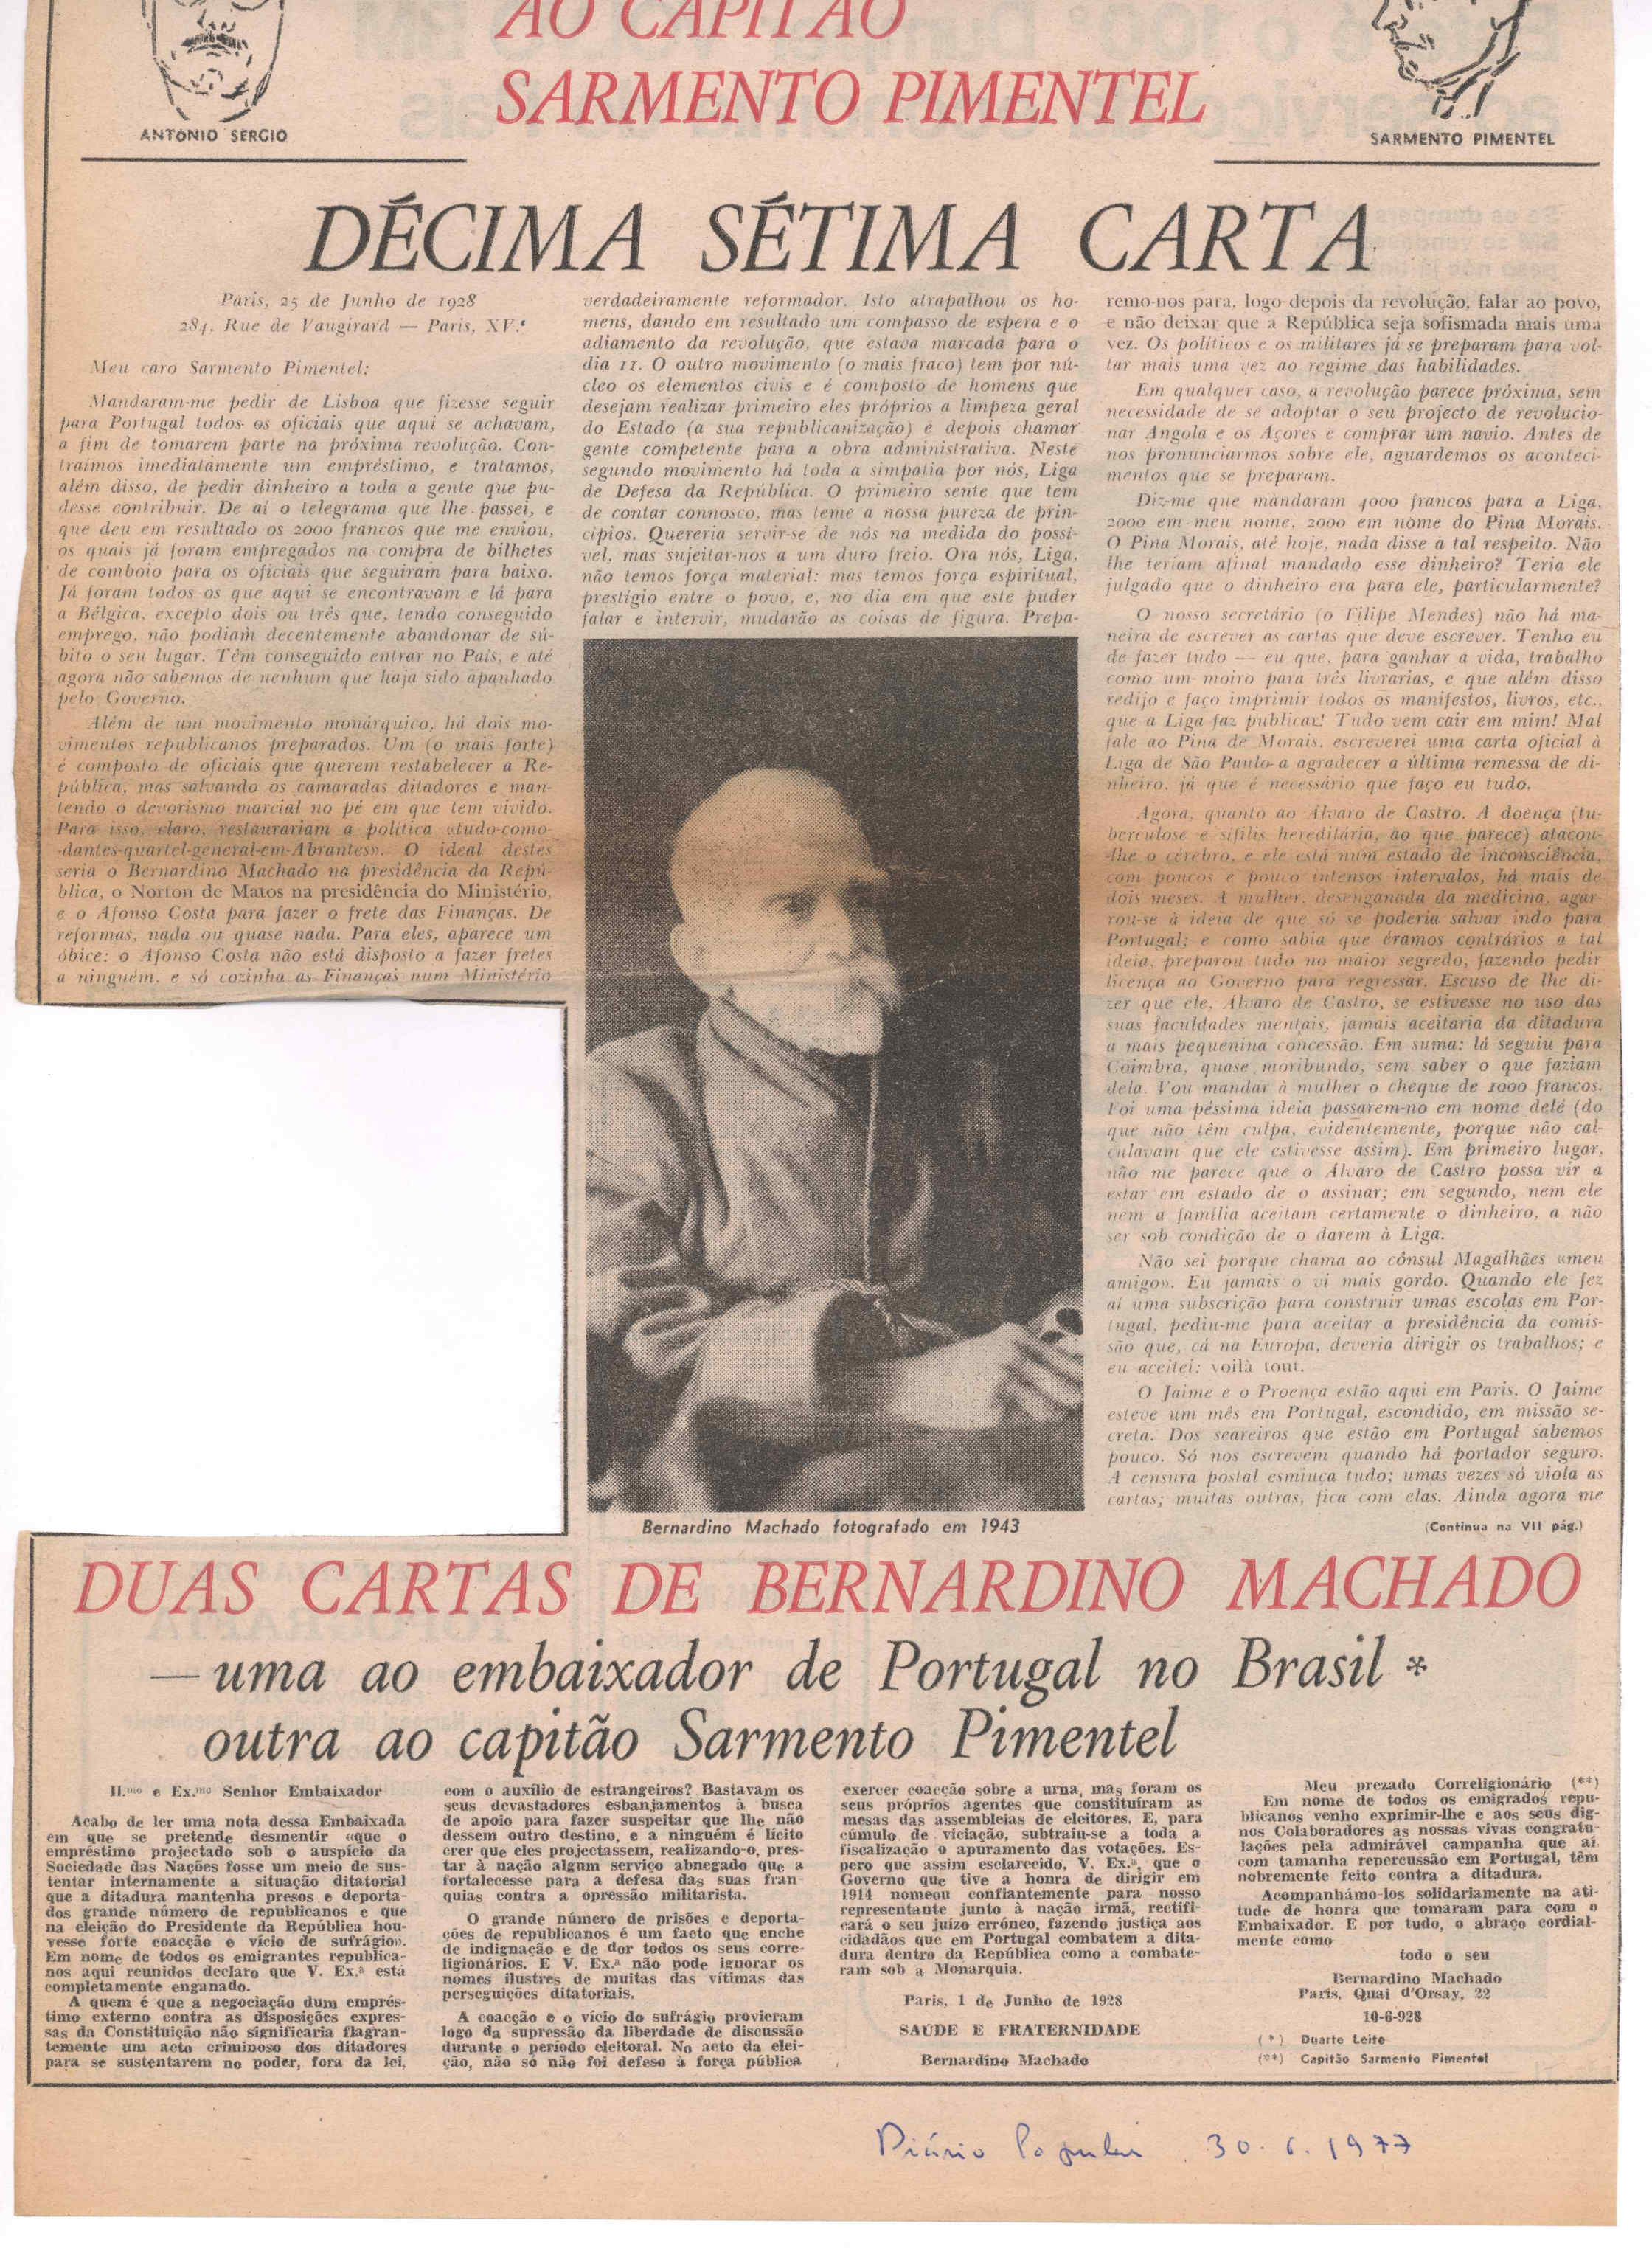 AO CAPITÃO
SARMENTO PIMENTEL
ANTÓNIO SERGIO
SARMENTO PIMENTEL
DÉCIMA SÉTIMA CARTA
Paris, 25 de Junho de 1928
284, Rue de Vaugirard — Paris, XV.ᵉ
Meu caro Sarmento Pimentel:
Mandaram-me pedir de Lisboa que fizesse seguir
para Portugal todos os oficiais que aqui se achavam,
a fim de tomarem parte na próxima revolução. Con-
traímos imediatamente um empréstimo, e tratamos,
além disso, de pedir dinheiro a toda a gente que pu-
desse contribuir. De aí o telegrama que lhe passei, e
que deu em resultado os 2000 francos que me enviou,
os quais já foram empregados na compra de bilhetes
de comboio para os oficiais que seguiram para baixo.
Já foram todos os que aqui se encontravam e lá para
a Bélgica, excepto dois ou três que, tendo conseguido
emprego, não podiam decentemente abandonar de sú-
bito o seu lugar. Têm conseguido entrar no País, e até
agora não sabemos de nenhum que haja sido apanhado
pelo Governo.
Além de um movimento monárquico, há dois mo-
vimentos republicanos preparados. Um (o mais forte)
é composto de oficiais que querem restabelecer a Re-
pública, mas salvando os camaradas ditadores e man-
tendo o devorismo marcial no pé em que tem vivido.
Para isso, claro, restaurariam a política «tudo-como-
-dantes-quartel-general-em-Abrantes». O ideal destes
seria o Bernardino Machado na presidência da Repú-
blica, o Norton de Matos na presidência do Ministério,
e o Afonso Costa para fazer o frete das Finanças. De
reformas, nada ou quase nada. Para eles, aparece um
óbice: o Afonso Costa não está disposto a fazer fretes
a ninguém, e só cozinha as Finanças num Ministério
verdadeiramente reformador. Isto atrapalhou os ho-
mens, dando em resultado um compasso de espera e o
adiamento da revolução, que estava marcada para o
dia 11. O outro movimento (o mais fraco) tem por nú-
cleo os elementos civis e é composto de homens que
desejam realizar primeiro eles próprios a limpeza geral
do Estado (a sua republicanização) e depois chamar
gente competente para a obra administrativa. Neste
segundo movimento há toda a simpatia por nós, Liga
de Defesa da República. O primeiro sente que tem
de contar connosco, mas teme a nossa pureza de prin-
cípios. Quereria servir-se de nós na medida do possí-
vel, mas sujeitar-nos a um duro freio. Ora nós, Liga,
não temos força material: mas temos força espiritual,
prestígio entre o povo, e, no dia em que este puder
falar e intervir, mudarão as coisas de figura. Prepa-
remo-nos para, logo depois da revolução, falar ao povo,
e não deixar que a República seja sofismada mais uma
vez. Os políticos e os militares já se preparam para vol-
tar mais uma vez ao regime das habilidades.
Em qualquer caso, a revolução parece próxima, sem
necessidade de se adoptar o seu projecto de revolucio-
nar Angola e os Açores e comprar um navio. Antes de
nos pronunciarmos sobre ele, aguardemos os aconteci-
mentos que se preparam.
Diz-me que mandaram 4000 francos para a Liga,
2000 em meu nome, 2000 em nome do Pina Morais.
O Pina Morais, até hoje, nada disse a tal respeito. Não
lhe teriam afinal mandado esse dinheiro? Teria ele
julgado que o dinheiro era para ele, particularmente?
O nosso secretário (o Filipe Mendes) não há ma-
neira de escrever as cartas que deve escrever. Tenho eu
de fazer tudo — eu que, para ganhar a vida, trabalho
como um moiro para três livrarias, e que além disso
redijo e faço imprimir todos os manifestos, livros, etc.,
que a Liga faz publicar! Tudo vem cair em mim! Mal
fale ao Pina de Morais, escreverei uma carta oficial à
Liga de São Paulo a agradecer a última remessa de di-
nheiro, já que é necessário que faço eu tudo.
Agora, quanto ao Álvaro de Castro. A doença (tu-
berculose e sífilis hereditária, ao que parece) atacou-
-lhe o cérebro, e ele está num estado de inconsciência,
com poucos e pouco intensos intervalos, há mais de
dois meses. A mulher, desenganada da medicina, agar-
rou-se à ideia de que só se poderia salvar indo para
Portugal; e como sabia que éramos contrários a tal
ideia, preparou tudo no maior segredo, fazendo pedir
licença ao Governo para regressar. Escuso de lhe di-
zer que ele, Álvaro de Castro, se estivesse no uso das
suas faculdades mentais, jamais aceitaria da ditadura
a mais pequenina concessão. Em suma: lá seguiu para
Coimbra, quase moribundo, sem saber o que faziam
dela. Vou mandar à mulher o cheque de 1000 francos.
Foi uma péssima ideia passarem-no em nome dele (do
que não têm culpa, evidentemente, porque não cal-
culavam que ele estivesse assim). Em primeiro lugar,
não me parece que o Álvaro de Castro possa vir a
estar em estado de o assinar; em segundo, nem ele
nem a família aceitam certamente o dinheiro, a não
ser sob condição de o darem à Liga.
Não sei porque chama ao cônsul Magalhães «meu
amigo». Eu jamais o vi mais gordo. Quando ele fez
aí uma subscrição para construir umas escolas em Por-
tugal, pediu-me para aceitar a presidência da comis-
são que, cá na Europa, deveria dirigir os trabalhos; e
eu aceitei: voilà tout.
O Jaime e o Proença estão aqui em Paris. O Jaime
esteve um mês em Portugal, escondido, em missão se-
creta. Dos seareiros que estão em Portugal sabemos
pouco. Só nos escrevem quando há portador seguro.
A censura postal esmiuça tudo; umas vezes só viola as
cartas; muitas outras, fica com elas. Ainda agora me
(Continua na VII pág.)
Bernardino Machado fotografado em 1943
DUAS CARTAS DE BERNARDINO MACHADO
— uma ao embaixador de Portugal no Brasil *
outra ao capitão Sarmento Pimentel
Il.ᵐᵒ e Ex.ᵐᵒ Senhor Embaixador
Acabo de ler uma nota dessa Embaixada
em que se pretende desmentir «que o
empréstimo projectado sob o auspício da
Sociedade das Nações fosse um meio de sus-
tentar internamente a situação ditatorial
que a ditadura mantenha presos e deporta-
dos grande número de republicanos e que
na eleição do Presidente da República hou-
vesse forte coacção e vício de sufrágio».
Em nome de todos os emigrantes republica-
nos aqui reunidos declaro que V. Ex.ª está
completamente enganado.
A quem é que a negociação dum emprés-
timo externo contra as disposições expres-
sas da Constituição não significaria flagran-
temente um acto criminoso dos ditadores
para se sustentarem no poder, fora da lei,
com o auxílio de estrangeiros? Bastavam os
seus devastadores esbanjamentos à busca
de apoio para fazer suspeitar que lhe não
dessem outro destino, e a ninguém é lícito
crer que eles projectassem, realizando-o, pres-
tar à nação algum serviço abnegado que a
fortalecesse para a defesa das suas fran-
quias contra a opressão militarista.
O grande número de prisões e deporta-
ções de republicanos é um facto que enche
de indignação e de dor todos os seus corre-
ligionários. E V. Ex.ª não pode ignorar os
nomes ilustres de muitas das vítimas das
perseguições ditatoriais.
A coacção e o vício do sufrágio provieram
logo da supressão da liberdade de discussão
durante o período eleitoral. No acto da elei-
ção, não só não foi defeso à força pública
exercer coacção sobre a urna, mas foram os
seus próprios agentes que constituíram as
mesas das assembleias de eleitores. E, para
cúmulo de viciação, subtraiu-se a toda a
fiscalização o apuramento das votações. Es-
pero que assim esclarecido, V. Ex.ª, que o
Governo que tive a honra de dirigir em
1914 nomeou confiantemente para nosso
representante junto à nação irmã, rectifi-
cará o seu juízo erróneo, fazendo justiça aos
cidadãos que em Portugal combatem a dita-
dura dentro da República como a combate-
ram sob a Monarquia.
Paris, 1 de Junho de 1928
SAÚDE E FRATERNIDADE
Bernardino Machado
Meu prezado Correligionário (**)
Em nome de todos os emigrados repu-
blicanos venho exprimir-lhe e aos seus dig-
nos Colaboradores as nossas vivas congratu-
lações pela admirável campanha que aí
com tamanha repercussão em Portugal, têm
nobremente feito contra a ditadura.
Acompanhámo-los solidariamente na ati-
tude de honra que tomaram para com o
Embaixador. E por tudo, o abraço cordial-
mente como
todo o seu
Bernardino Machado
Paris, Quai d'Orsay, 22
10-6-928
(*) Duarte Leite
(**) Capitão Sarmento Pimentel
Diário Popular 30.6.1977